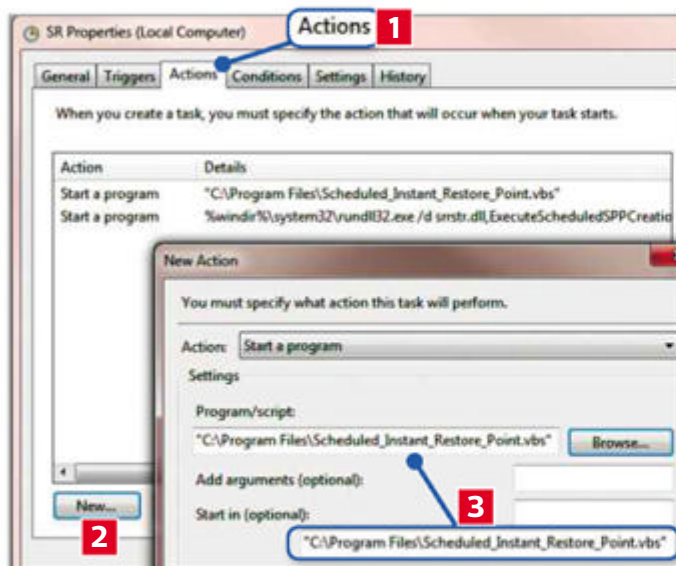 SR Properties (Local Computer)
Actions 1
General Triggers Actions Conditions Settings History
When you create a task, you must specify the action that will occur when your task starts.
Action Details
Start a program "C:\Program Files\Scheduled_Instant_Restore_Point.vbs"
Start a program %windir%\system32\rundll32.exe /d srrstr.dll,ExecuteScheduledSPPCreatio
New Action
You must specify what action this task will perform.
Action: Start a program
Settings
Program/script:
"C:\Program Files\Scheduled_Instant_Restore_Point.vbs" Browse...
Add arguments (optional):
New...
2
Start in (optional):
3
"C:\Program Files\Scheduled_Instant_Restore_Point.vbs"